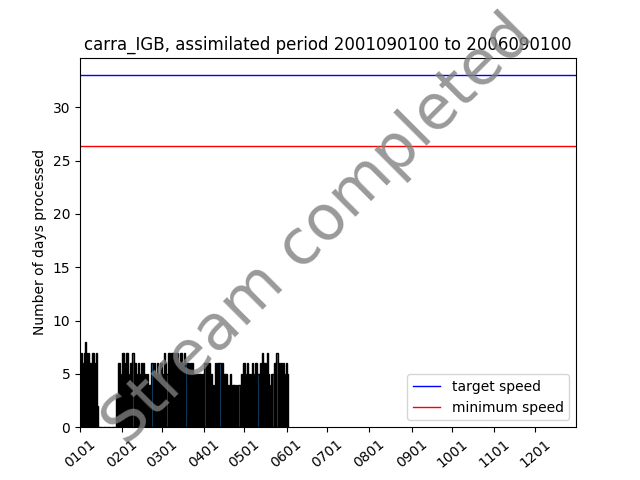 carra_IGB, assimilated period 2001090100 to 2006090100
Number of days processed
30
25
20
15
10
5
0
Stream completed
target speed
minimum speed
0101 0201 0301 0401 0501 0601 0701 0801 0901 1001 1101 1201